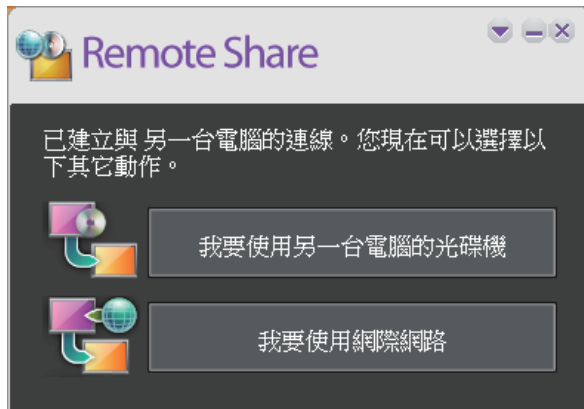 Remote Share
已建立與 另一台電腦的連線。您現在可以選擇以
下其它動作。
我要使用另一台電腦的光碟機
我要使用網際網路